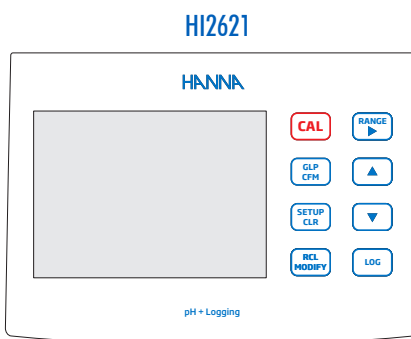 HI2621
HANNA
CAL
RANGE
GLP
CFM
SETUP
CLR
RCL
MODIFY
LOG
pH + Logging